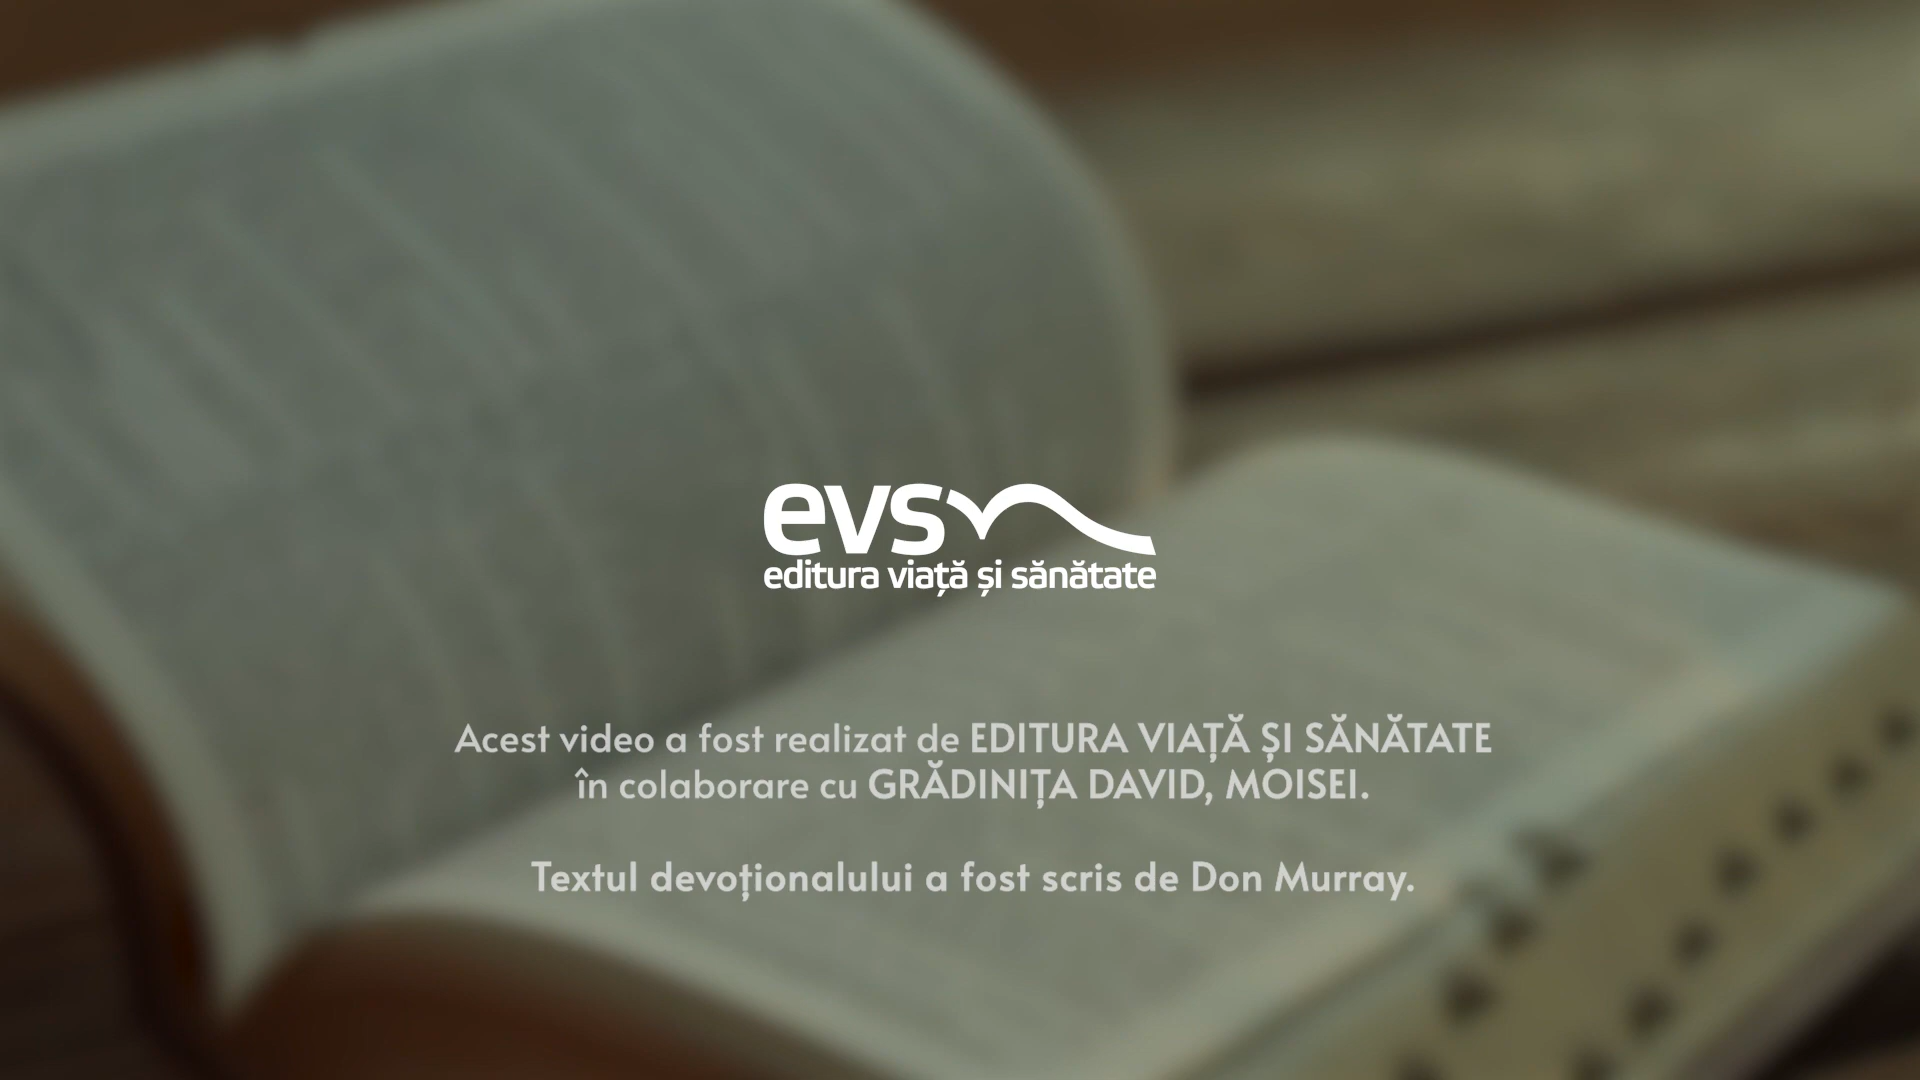 evs
editura viață și sănătate
Acest video a fost realizat de EDITURA VIAȚĂ ȘI SĂNĂTATE
în colaborare cu GRĂDINIȚA DAVID, MOISEI.
Textul devoționalului a fost scris de Don Murray.